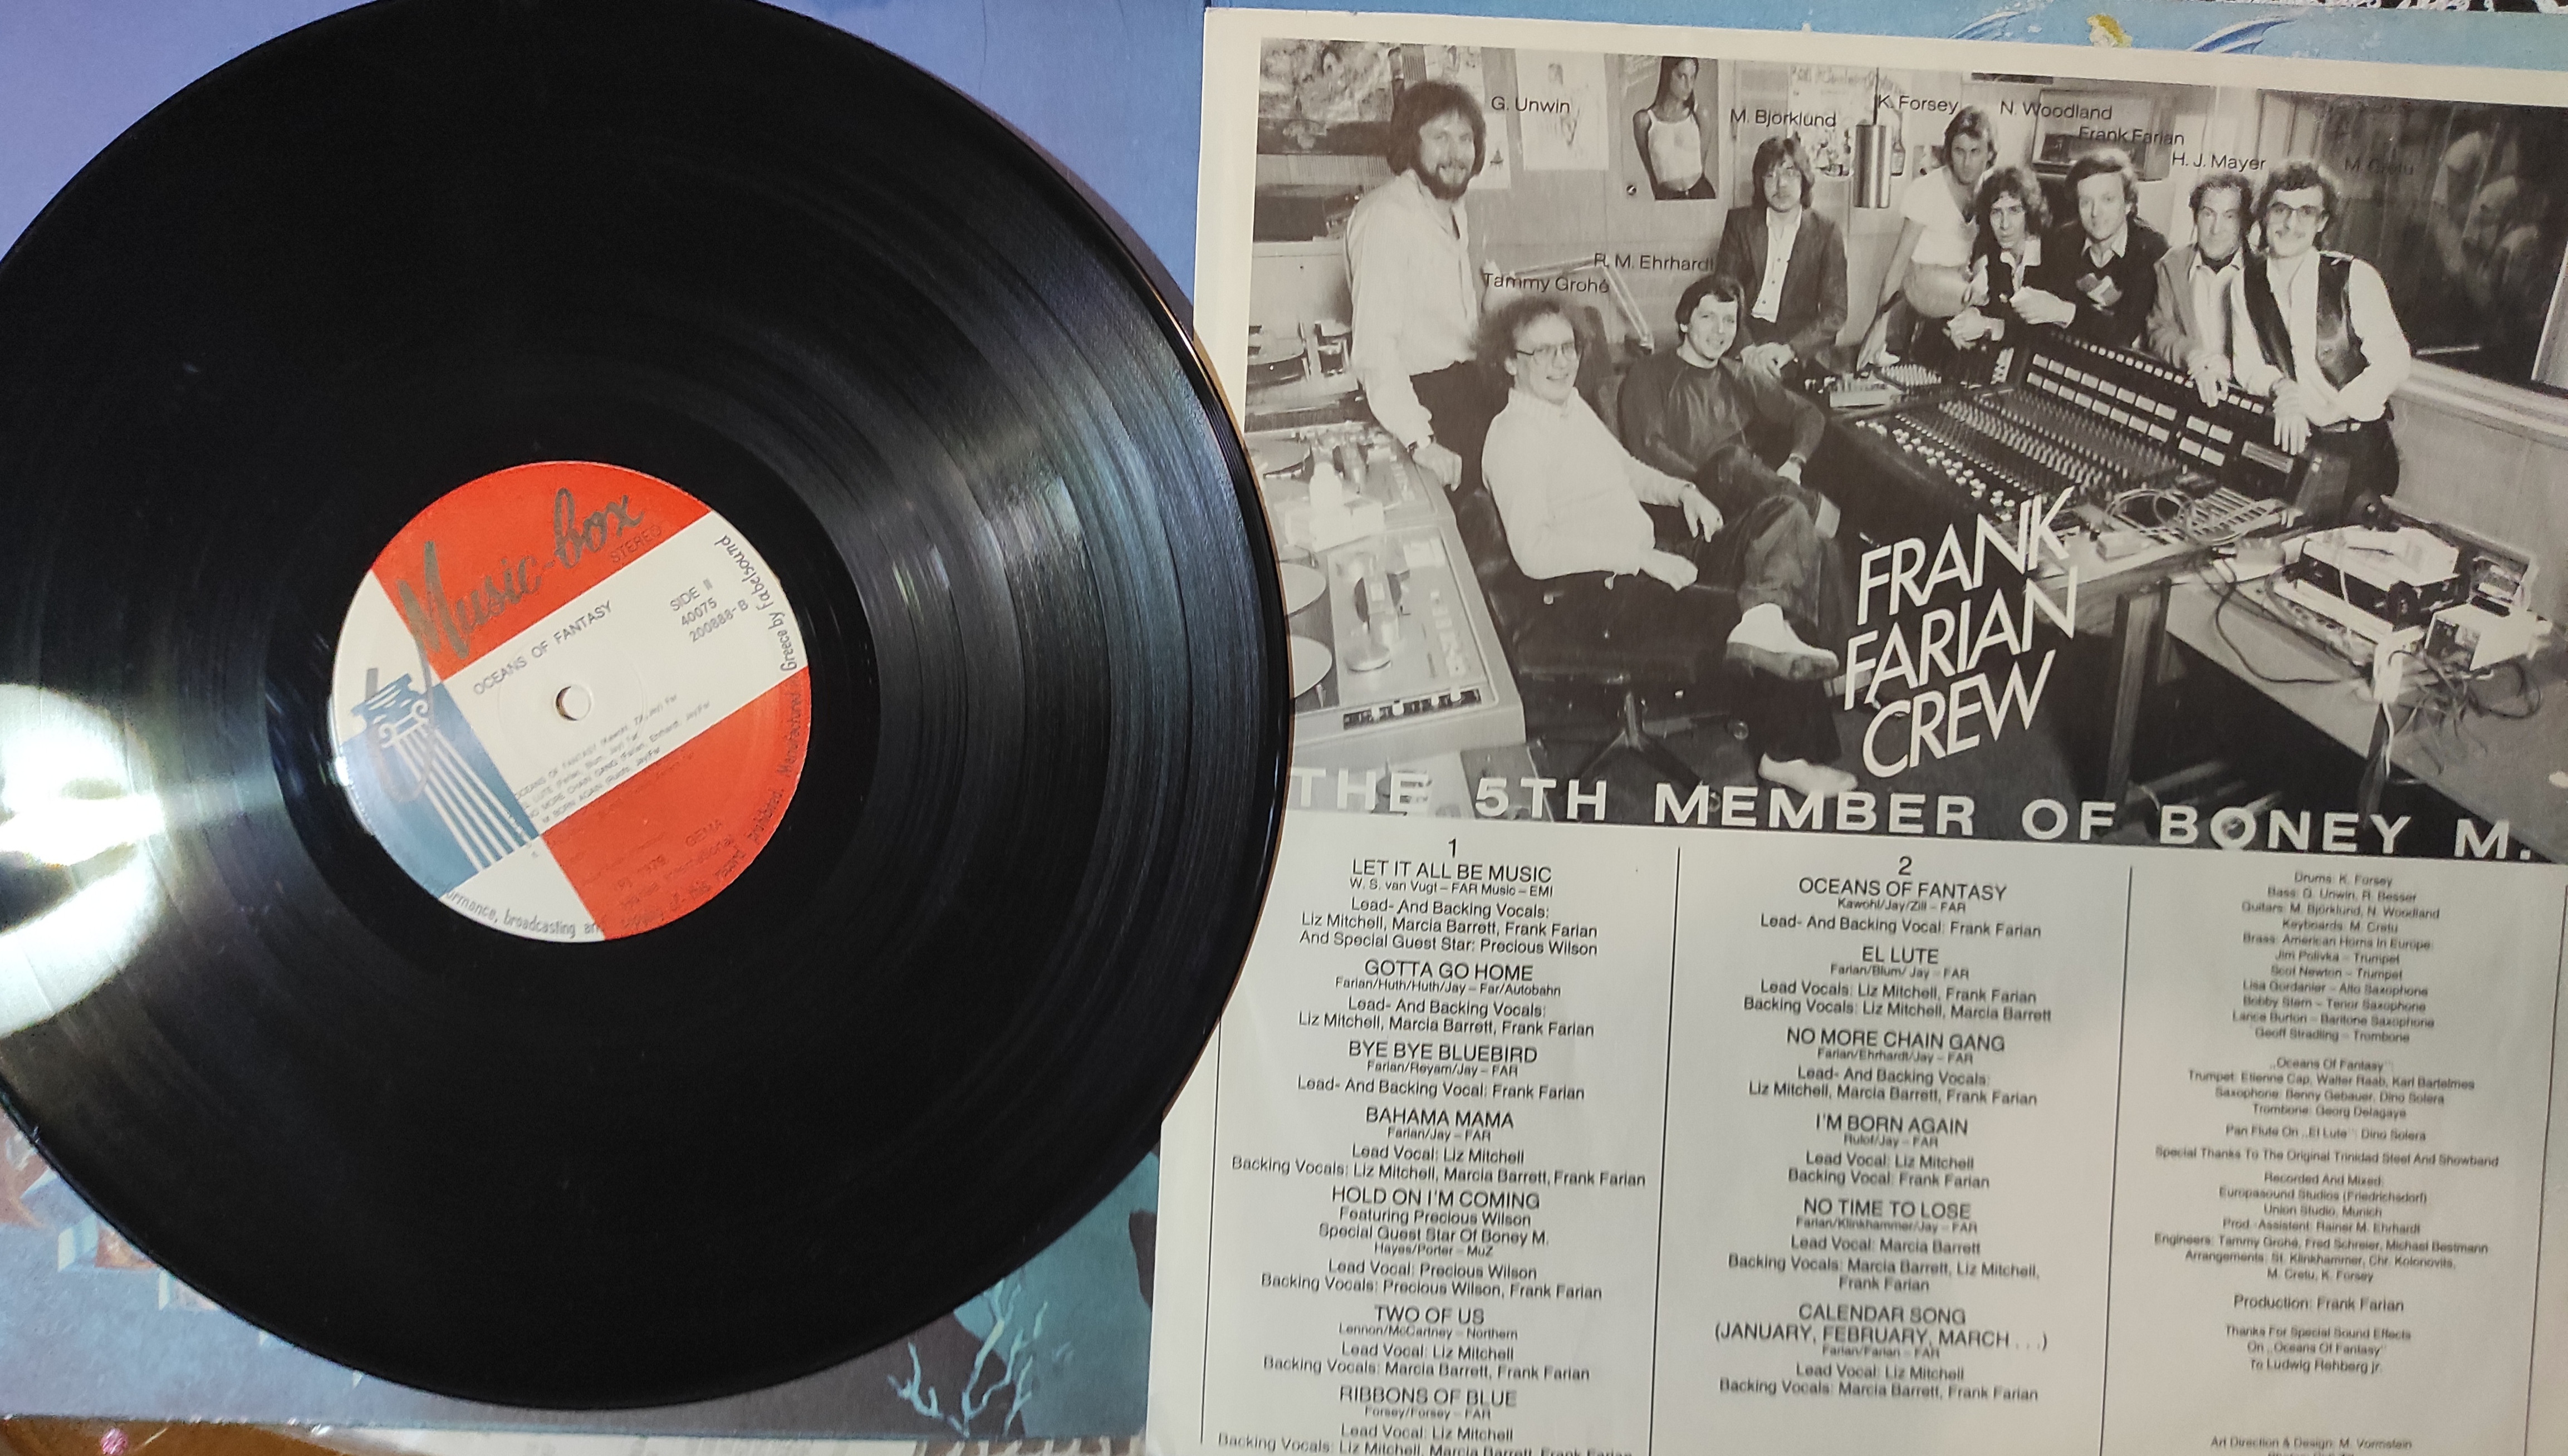 Music-box
STEREO
OCEANS OF FANTASY
SIDE II
40075
200888-B
Greece by Fabelsound
Manufactured
GEMA
prohibited.
broadcasting
G. Unwin
M. Bjorklund
K. Forsey
N. Woodland
Frank Farian
H. J. Mayer
M. Cretu
R. M. Ehrhardt
Tammy Grohé
FRANK
FARIAN
CREW
THE 5TH MEMBER OF BONEY M.
1
LET IT ALL BE MUSIC
W. S. van Vugt – FAR Music – EMI
Lead- And Backing Vocals:
Liz Mitchell, Marcia Barrett, Frank Farian
And Special Guest Star: Precious Wilson
GOTTA GO HOME
Farian/Huth/Huth/Jay – Far/Autobahn
Lead- And Backing Vocals:
Liz Mitchell, Marcia Barrett, Frank Farian
BYE BYE BLUEBIRD
Farian/Reyam/Jay – FAR
Lead- And Backing Vocal: Frank Farian
BAHAMA MAMA
Farian/Jay – FAR
Lead Vocal: Liz Mitchell
Backing Vocals: Liz Mitchell, Marcia Barrett, Frank Farian
HOLD ON I'M COMING
Featuring Precious Wilson
Special Guest Star Of Boney M.
Hayes/Porter – MuZ
Lead Vocal: Precious Wilson
Backing Vocals: Precious Wilson, Frank Farian
TWO OF US
Lennon/McCartney – Northern
Lead Vocal: Liz Mitchell
Backing Vocals: Marcia Barrett, Frank Farian
RIBBONS OF BLUE
Forsey/Forsey – FAR
Lead Vocal: Liz Mitchell
Backing Vocals: Liz Mitchell, Marcia Barrett, Frank Farian
2
OCEANS OF FANTASY
Kawohl/Jay/Zill – FAR
Lead- And Backing Vocal: Frank Farian
EL LUTE
Farian/Blum/ Jay – FAR
Lead Vocals: Liz Mitchell, Frank Farian
Backing Vocals: Liz Mitchell, Marcia Barrett
NO MORE CHAIN GANG
Farian/Ehrhardt/Jay – FAR
Lead- And Backing Vocals:
Liz Mitchell, Marcia Barrett, Frank Farian
I'M BORN AGAIN
Rulof/Jay – FAR
Lead Vocal: Liz Mitchell
Backing Vocal: Frank Farian
NO TIME TO LOSE
Farian/Klinkhammer/Jay – FAR
Lead Vocal: Marcia Barrett
Backing Vocals: Marcia Barrett, Liz Mitchell,
Frank Farian
CALENDAR SONG
(JANUARY, FEBRUARY, MARCH . . .)
Farian/Farian – FAR
Lead Vocal: Liz Mitchell
Backing Vocals: Marcia Barrett, Frank Farian
Drums: K. Forsey
Bass: G. Unwin, R. Besser
Guitars: M. Björklund, N. Woodland
Keyboards: M. Cretu
Brass: American Horns In Europe:
Jim Polivka – Trumpet
Scot Newton – Trumpet
Lisa Gordanier – Alto Saxophone
Bobby Stern – Tenor Saxophone
Lance Burton – Baritone Saxophone
Geoff Stradling – Trombone
„Oceans Of Fantasy":
Trumpet: Etienne Cap, Walter Raab, Karl Bartelmes
Saxophone: Benny Gebauer, Dino Solera
Trombone: Georg Delagaye
Pan Flute On „El Lute": Dino Solera
Special Thanks To The Original Trinidad Steel And Showband
Recorded And Mixed:
Europasound Studios (Friedrichsdorf)
Union Studio, Munich
Prod.-Assistent: Rainer M. Ehrhardt
Engineers: Tammy Grohé, Fred Schreier, Michael Bestmann
Arrangements: St. Klinkhammer, Chr. Kolonovits,
M. Cretu, K. Forsey
Production: Frank Farian
Thanks For Special Sound Effects
On „Oceans Of Fantasy"
To Ludwig Rehberg jr.
Art Direction & Design: M. Vormstein